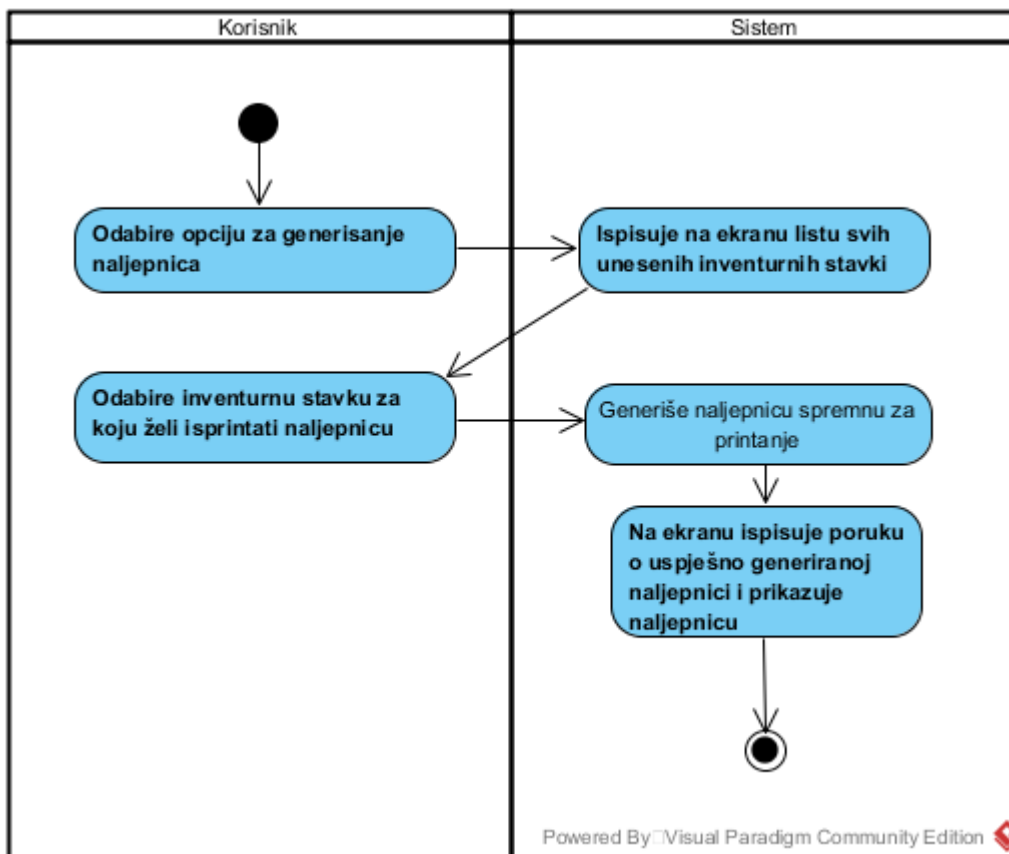 Korisnik
Sistem
Odabire opciju za generisanje
naljepnica
Ispisuje na ekranu listu svih
unesenih inventurnih stavki
Odabire inventurnu stavku za
koju želi isprintati naljepnicu
Generiše naljepnicu spremnu za
printanje
Na ekranu ispisuje poruku
o uspješno generiranoj
naljepnici i prikazuje
naljepnicu
Powered By Visual Paradigm Community Edition